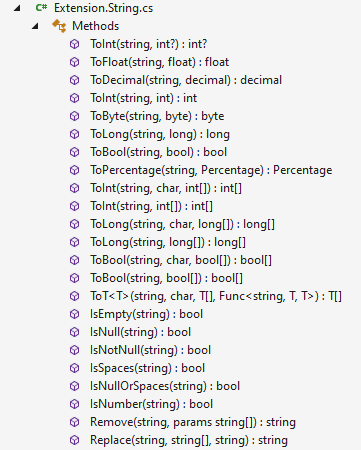 C# Extension.String.cs
Methods
ToInt(string, int?) : int?
ToFloat(string, float) : float
ToDecimal(string, decimal) : decimal
ToInt(string, int) : int
ToByte(string, byte) : byte
ToLong(string, long) : long
ToBool(string, bool) : bool
ToPercentage(string, Percentage) : Percentage
ToInt(string, char, int[]) : int[]
ToInt(string, int[]) : int[]
ToLong(string, char, long[]) : long[]
ToLong(string, long[]) : long[]
ToBool(string, char, bool[]) : bool[]
ToBool(string, bool[]) : bool[]
ToT<T>(string, char, T[], Func<string, T, T>) : T[]
IsEmpty(string) : bool
IsNull(string) : bool
IsNotNull(string) : bool
IsSpaces(string) : bool
IsNullOrSpaces(string) : bool
IsNumber(string) : bool
Remove(string, params string[]) : string
Replace(string, string[], string) : string